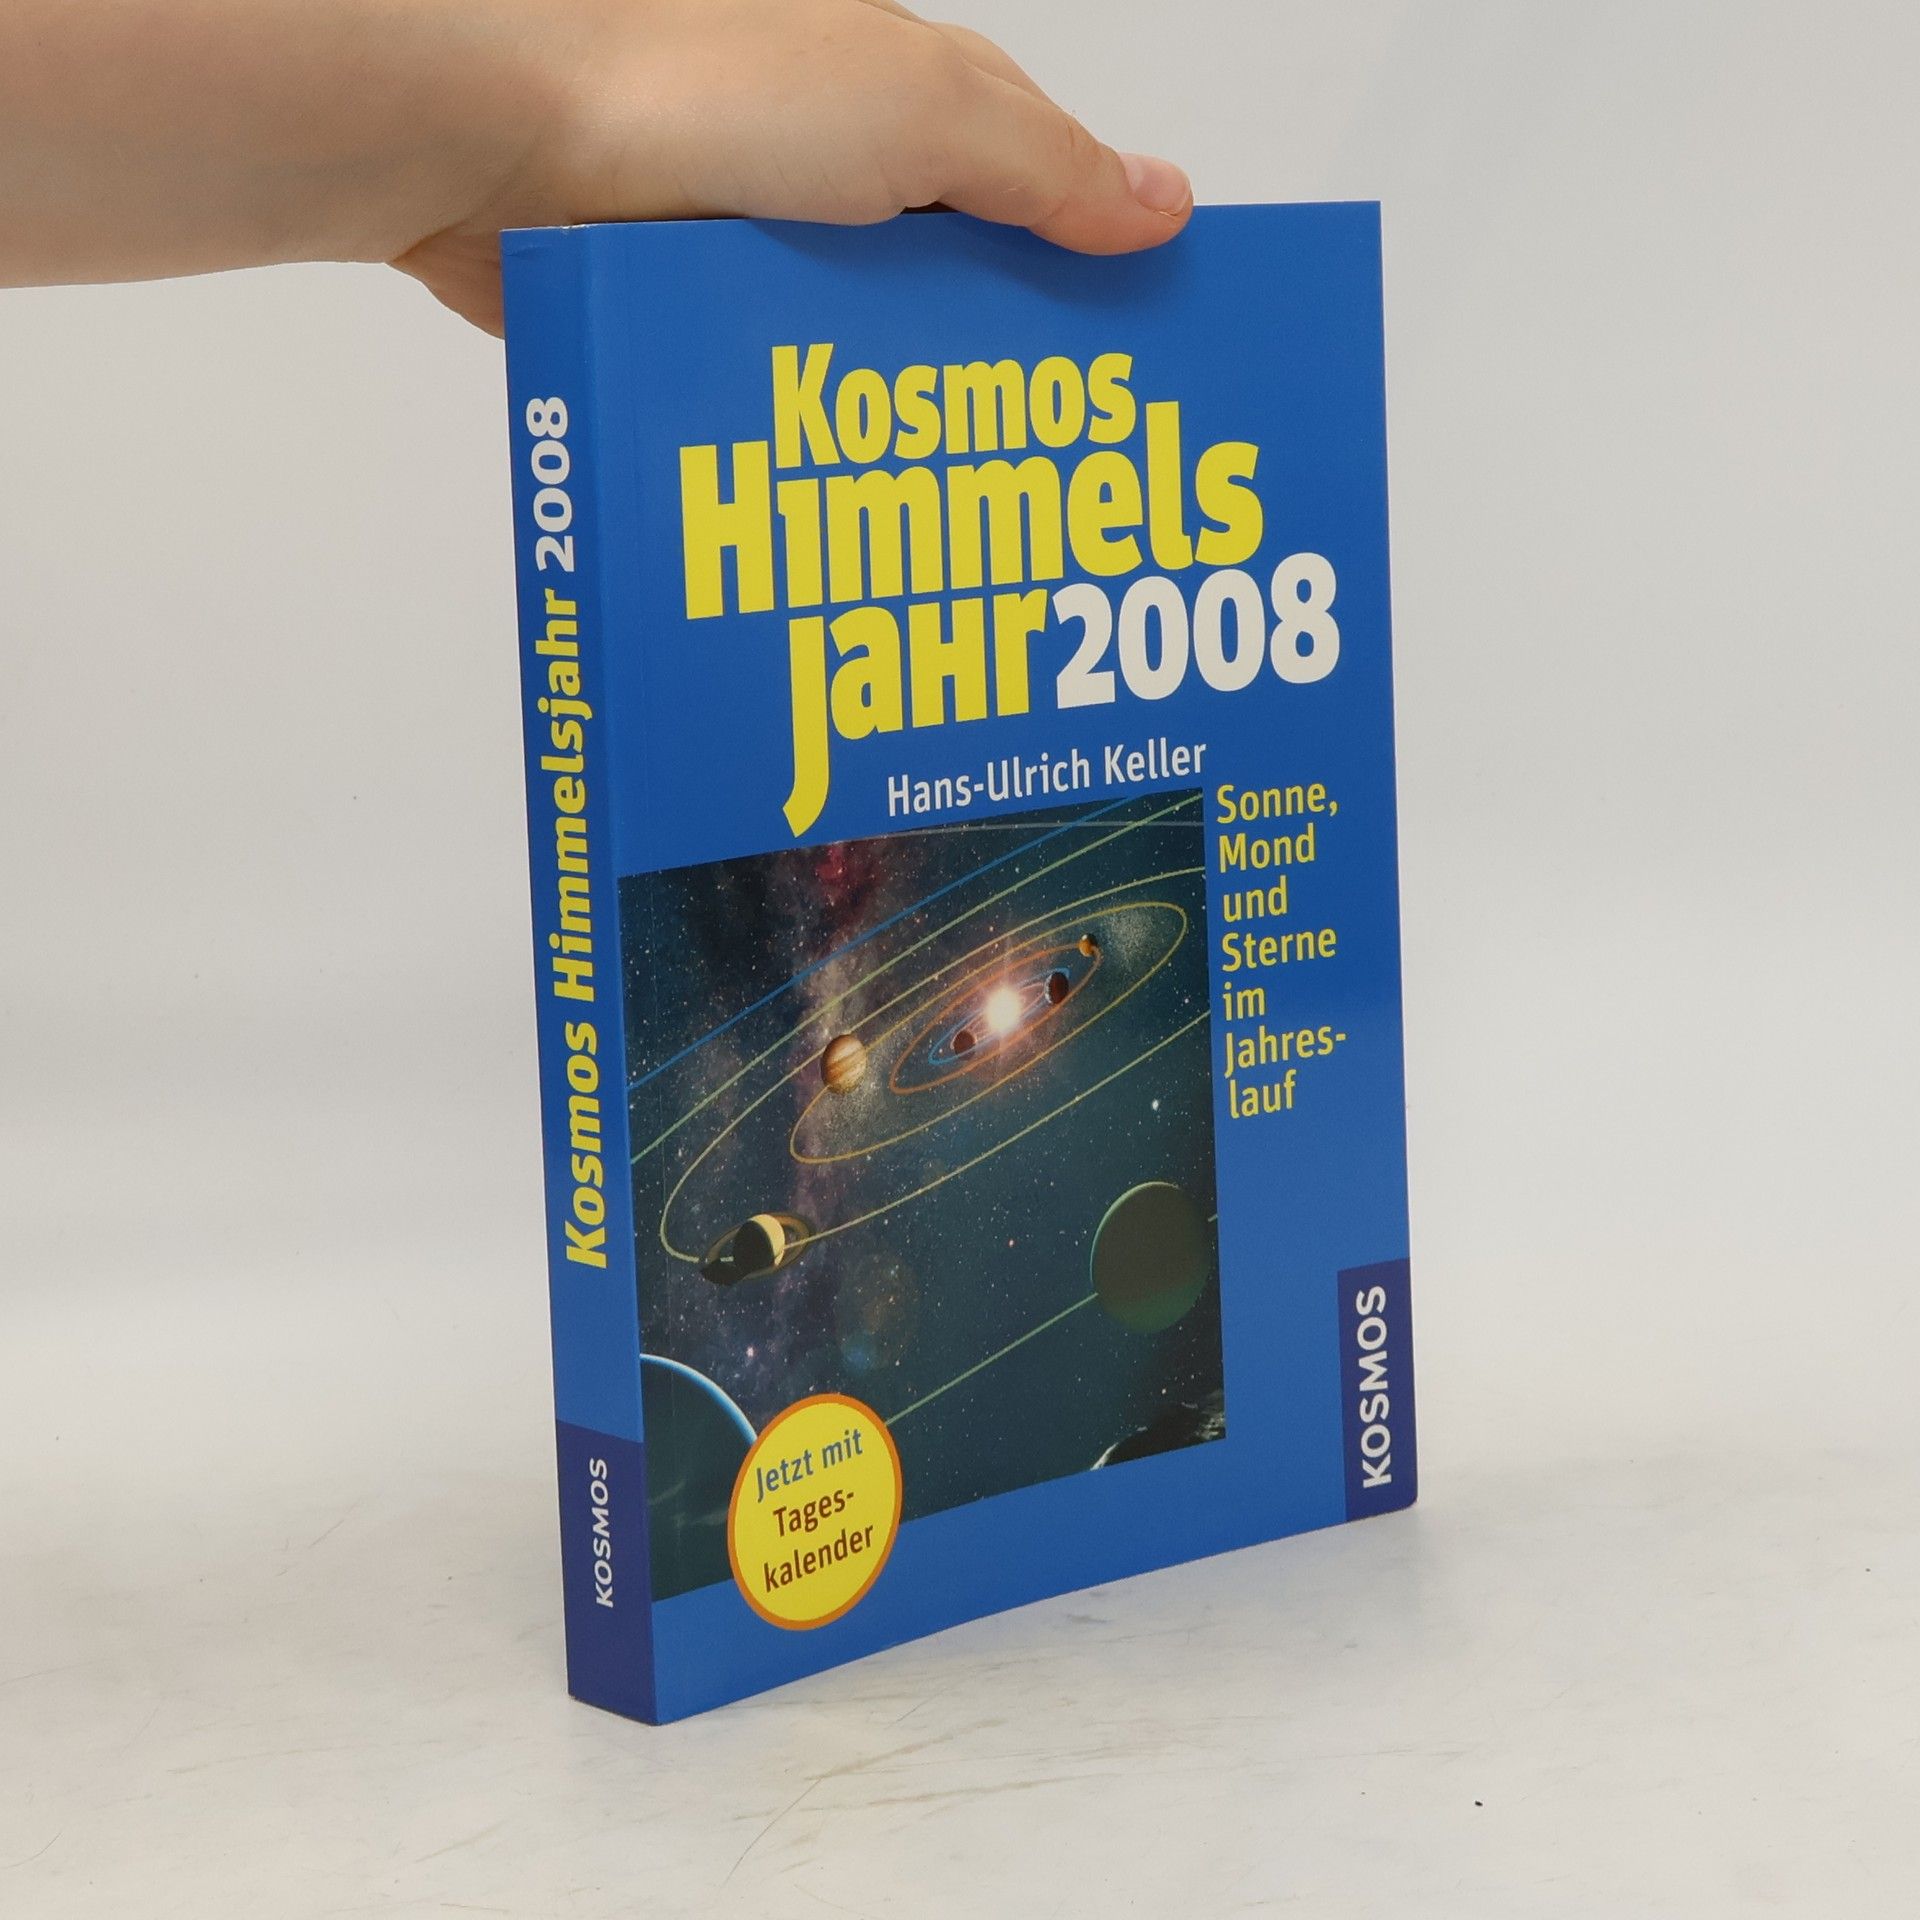 Kosmos Himmelsjahr 2008
KOSMOS
Kosmos
Himmels
jahr 2008
Hans-Ulrich Keller
Sonne,
Mond
und
Sterne
im
Jahres-
lauf
Jetzt mit
Tages-
kalender
KOSMOS